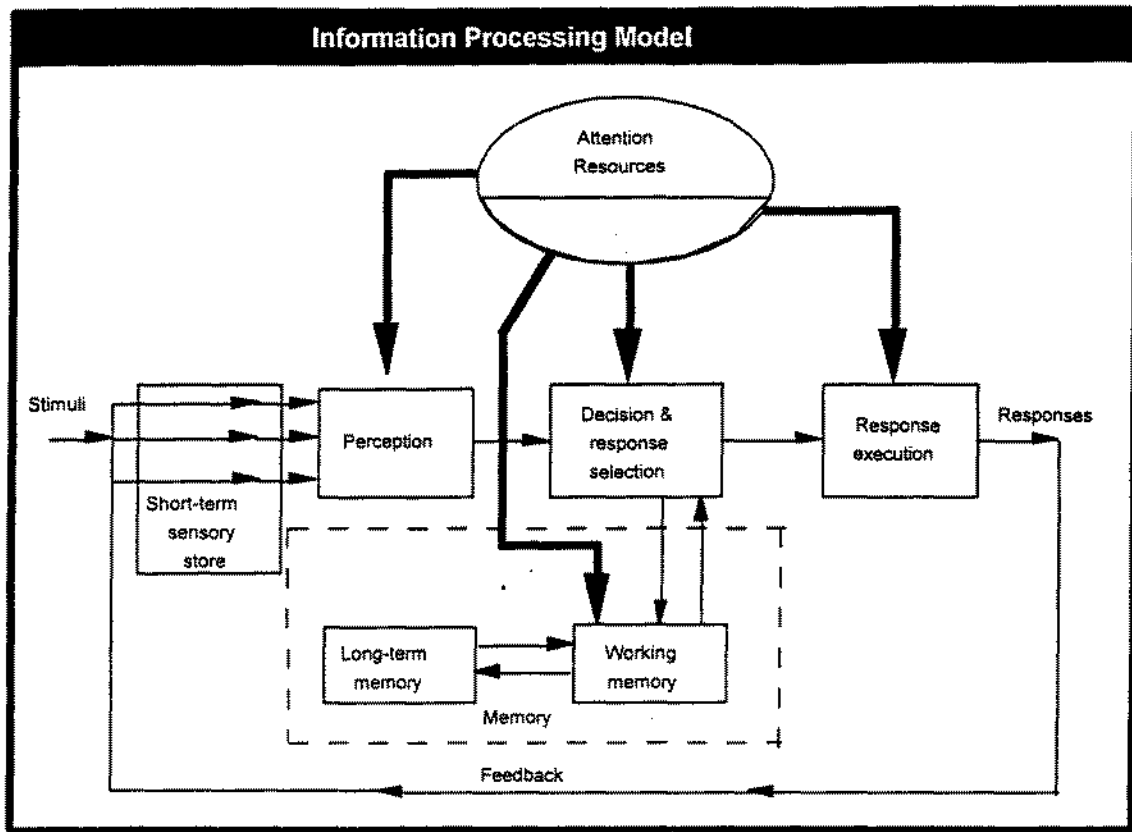 Information Processing Model
Attention
Resources
Stimuli
Short-term
sensory
store
Perception
Decision &
response
selection
Response
execution
Responses
Long-term
memory
Working
memory
Memory
Feedback